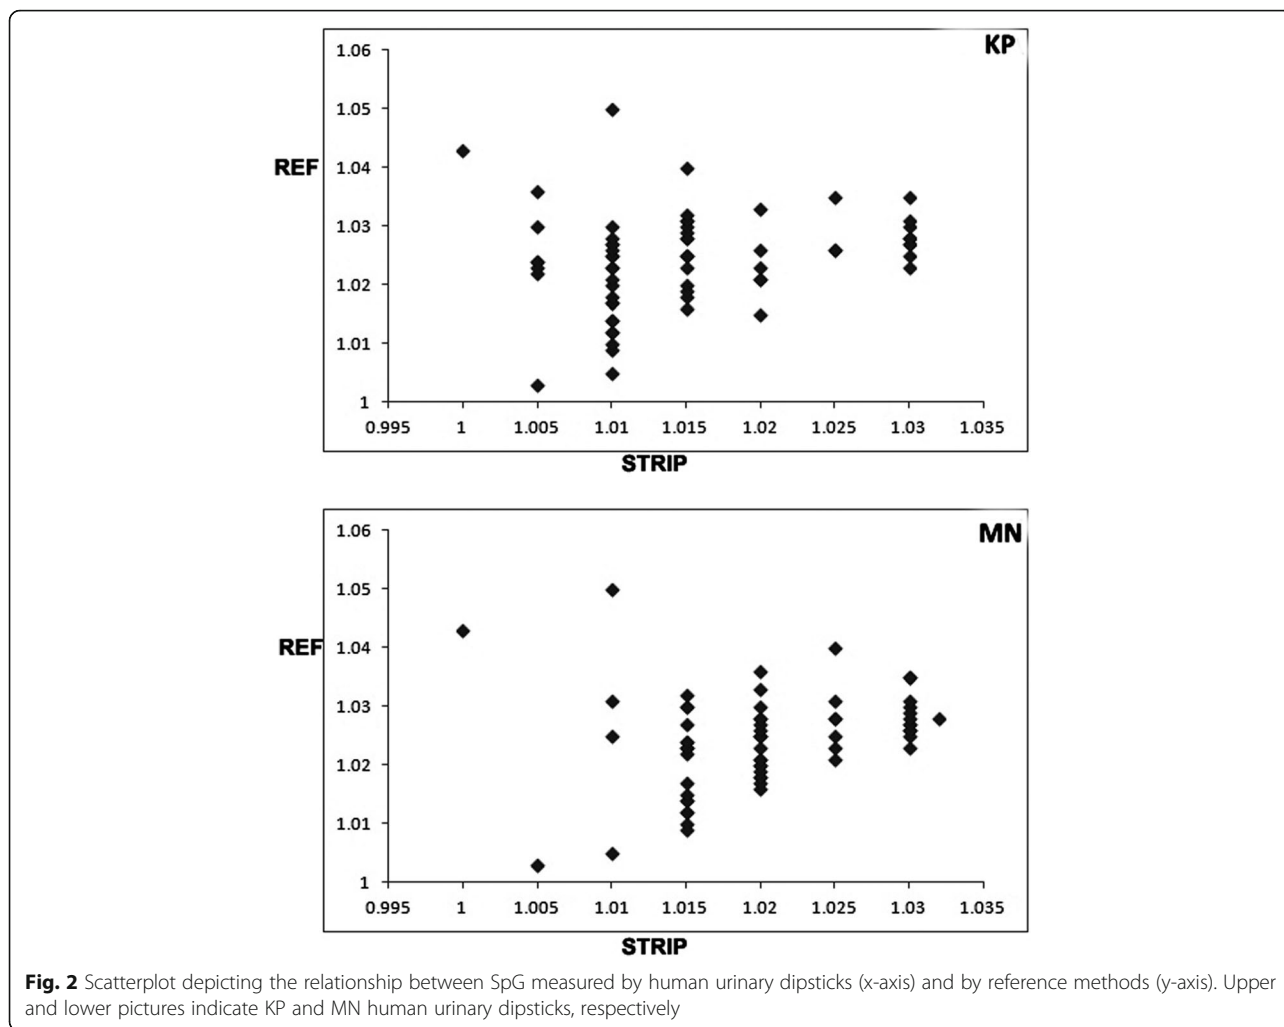 KP
1.06
1.05
1.04
REF
1.03
1.02
1.01
1
0.995 1 1.005 1.01 1.015 1.02 1.025 1.03 1.035
STRIP
MN
1.06
1.05
1.04
REF
1.03
1.02
1.01
1
0.995 1 1.005 1.01 1.015 1.02 1.025 1.03 1.035
STRIP
Fig. 2 Scatterplot depicting the relationship between SpG measured by human urinary dipsticks (x-axis) and by reference methods (y-axis). Upper
and lower pictures indicate KP and MN human urinary dipsticks, respectively